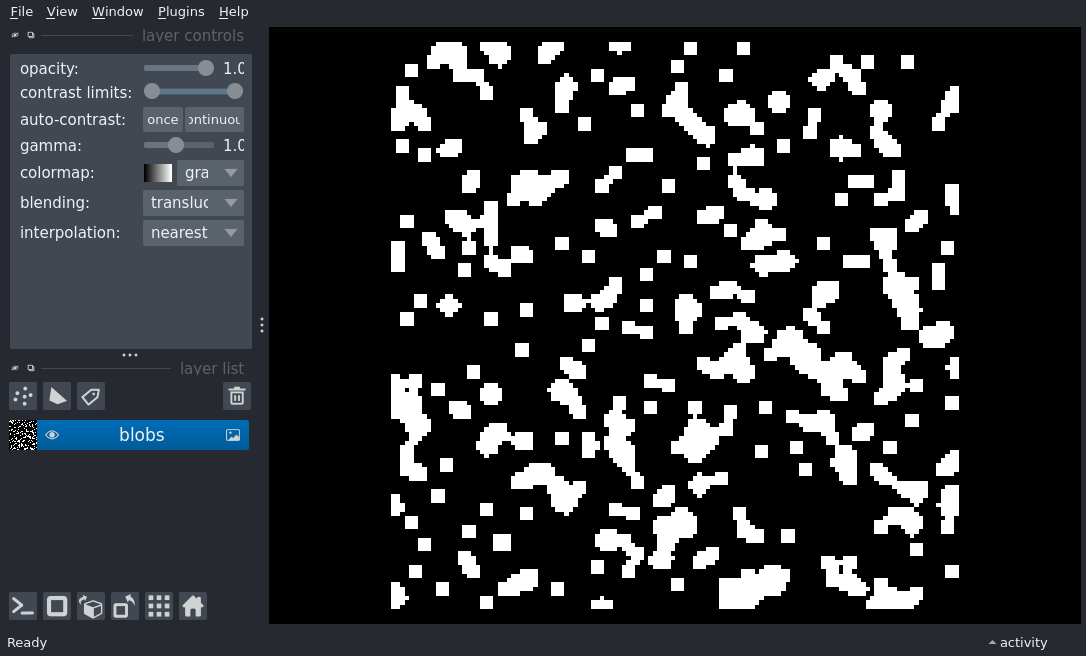 File View Window Plugins Help
layer controls
opacity: 1.0
contrast limits:
auto-contrast: once ontinuou
gamma: 1.0
colormap: gra
blending: transluc
interpolation: nearest
layer list
blobs
Ready
activity